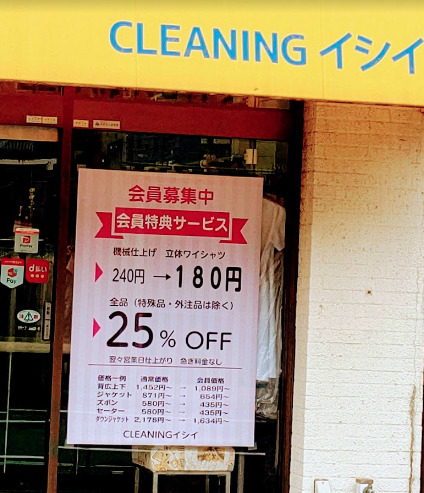 CLEANING イシイ
会員募集中
会員特典サービス
機械仕上げ 立体ワイシャツ
240円 →180円
全品（特殊品・外注品は除く）
25% OFF
翌々営業日仕上がり 急ぎ料金なし
価格一例 通常価格 会員価格
背広上下 1,452円~ → 1,089円~
ジャケット 871円~ → 654円~
ズボン 580円~ → 435円~
セーター 580円~ → 435円~
ダウンジャケット 2,178円~ → 1,634円~
CLEANINGイシイ
PayPay
Pay
d払い